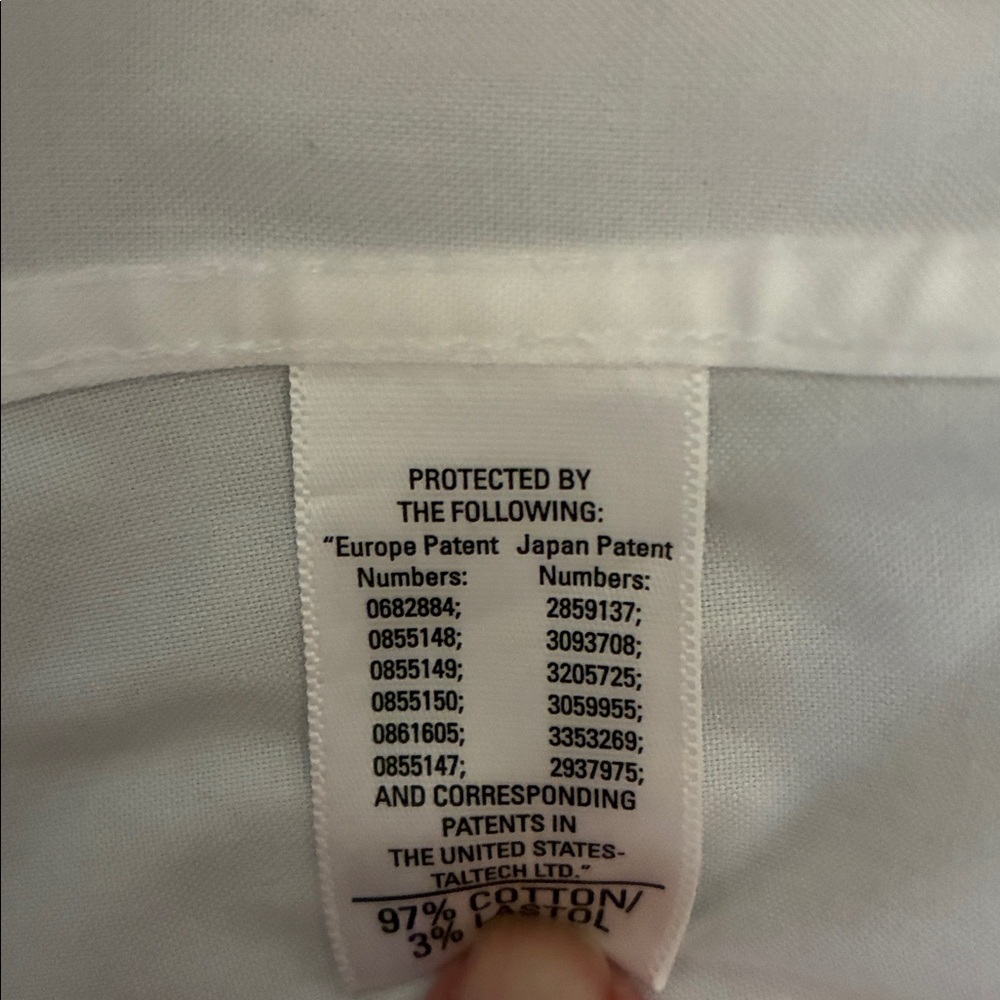 PROTECTED BY
THE FOLLOWING:
“Europe Patent Japan Patent
Numbers: Numbers:
0682884; 2859137;
0855148; 3093708;
0855149; 3205725;
0855150; 3059955;
0861605; 3353269;
0855147; 2937975;
AND CORRESPONDING
PATENTS IN
THE UNITED STATES-
TALTECH LTD.”
97% COTTON/
3% LASTOL